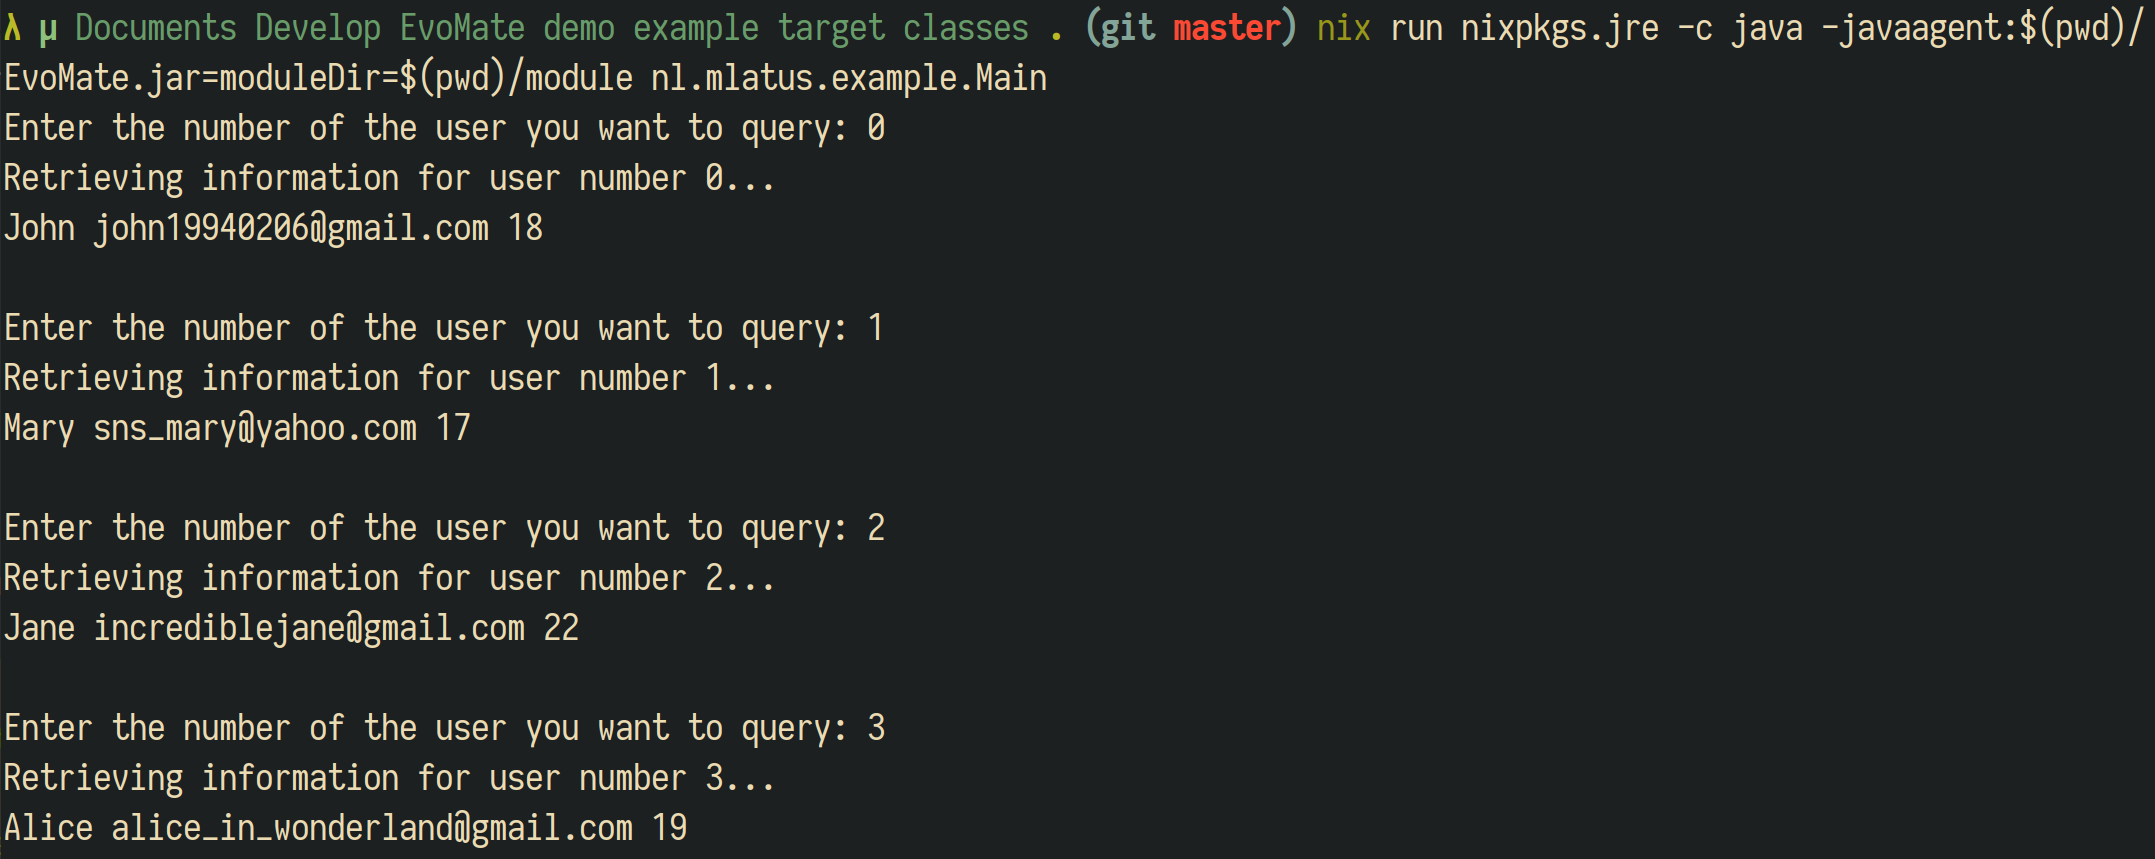 λ µ Documents Develop EvoMate demo example target classes . (git master) nix run nixpkgs.jre -c java -javaagent:$(pwd)/
EvoMate.jar=moduleDir=$(pwd)/module nl.mlatus.example.Main
Enter the number of the user you want to query: 0
Retrieving information for user number 0...
John john19940206@gmail.com 18
Enter the number of the user you want to query: 1
Retrieving information for user number 1...
Mary sns_mary@yahoo.com 17
Enter the number of the user you want to query: 2
Retrieving information for user number 2...
Jane incrediblejane@gmail.com 22
Enter the number of the user you want to query: 3
Retrieving information for user number 3...
Alice alice_in_wonderland@gmail.com 19